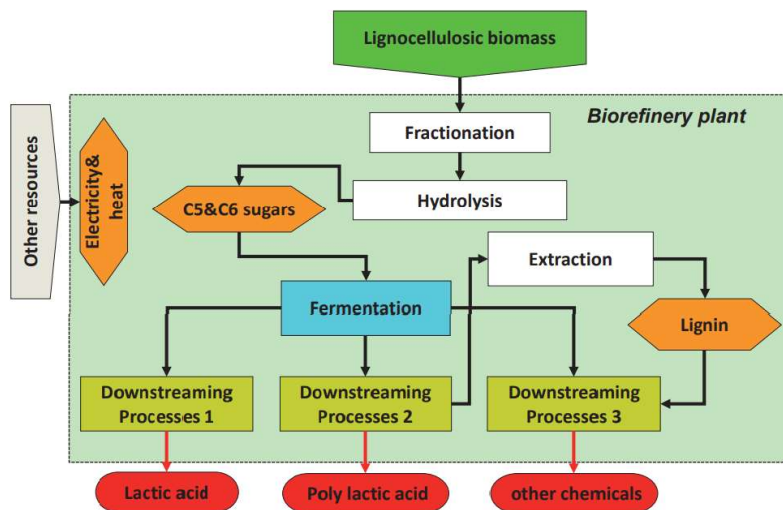 Lignocellulosic biomass
Biorefinery plant
Fractionation
Hydrolysis
Other resources
Electricity&
heat
C5&C6 sugars
Extraction
Fermentation
Lignin
Downstreaming
Processes 1
Downstreaming
Processes 2
Downstreaming
Processes 3
Lactic acid
Poly lactic acid
other chemicals